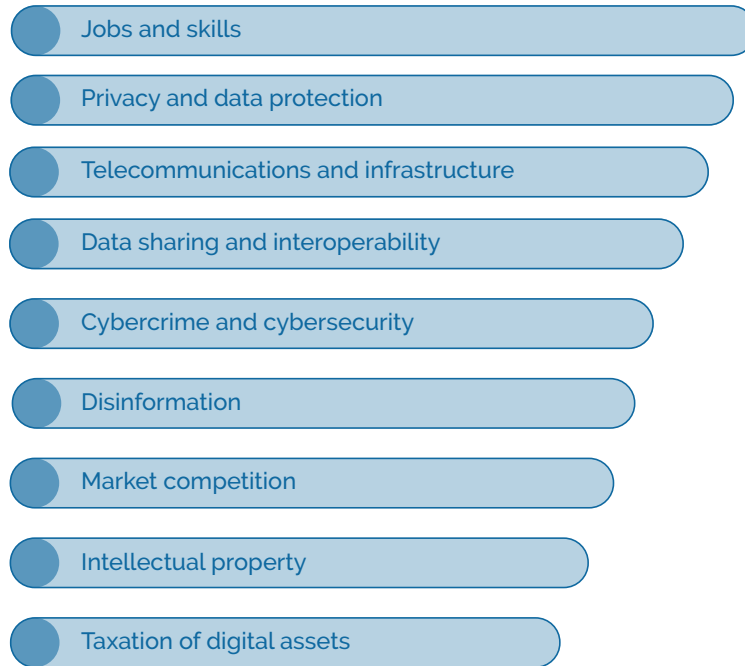 Jobs and skills
Privacy and data protection
Telecommunications and infrastructure
Data sharing and interoperability
Cybercrime and cybersecurity
Disinformation
Market competition
Intellectual property
Taxation of digital assets